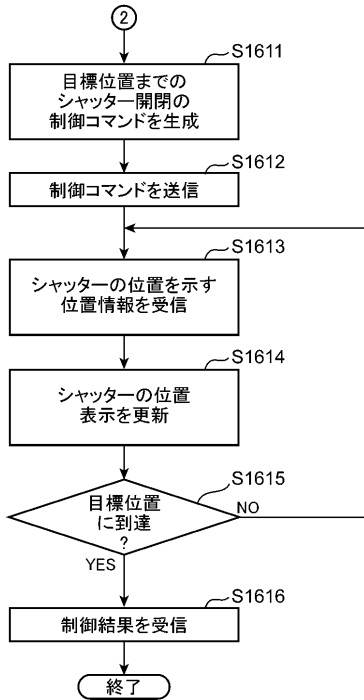 2
S1611
目標位置までの
シャッター開閉の
制御コマンドを生成
S1612
制御コマンドを送信
S1613
シャッターの位置を示す
位置情報を受信
S1614
シャッターの位置
表示を更新
S1615
目標位置
に到達
?
NO
YES
S1616
制御結果を受信
終了